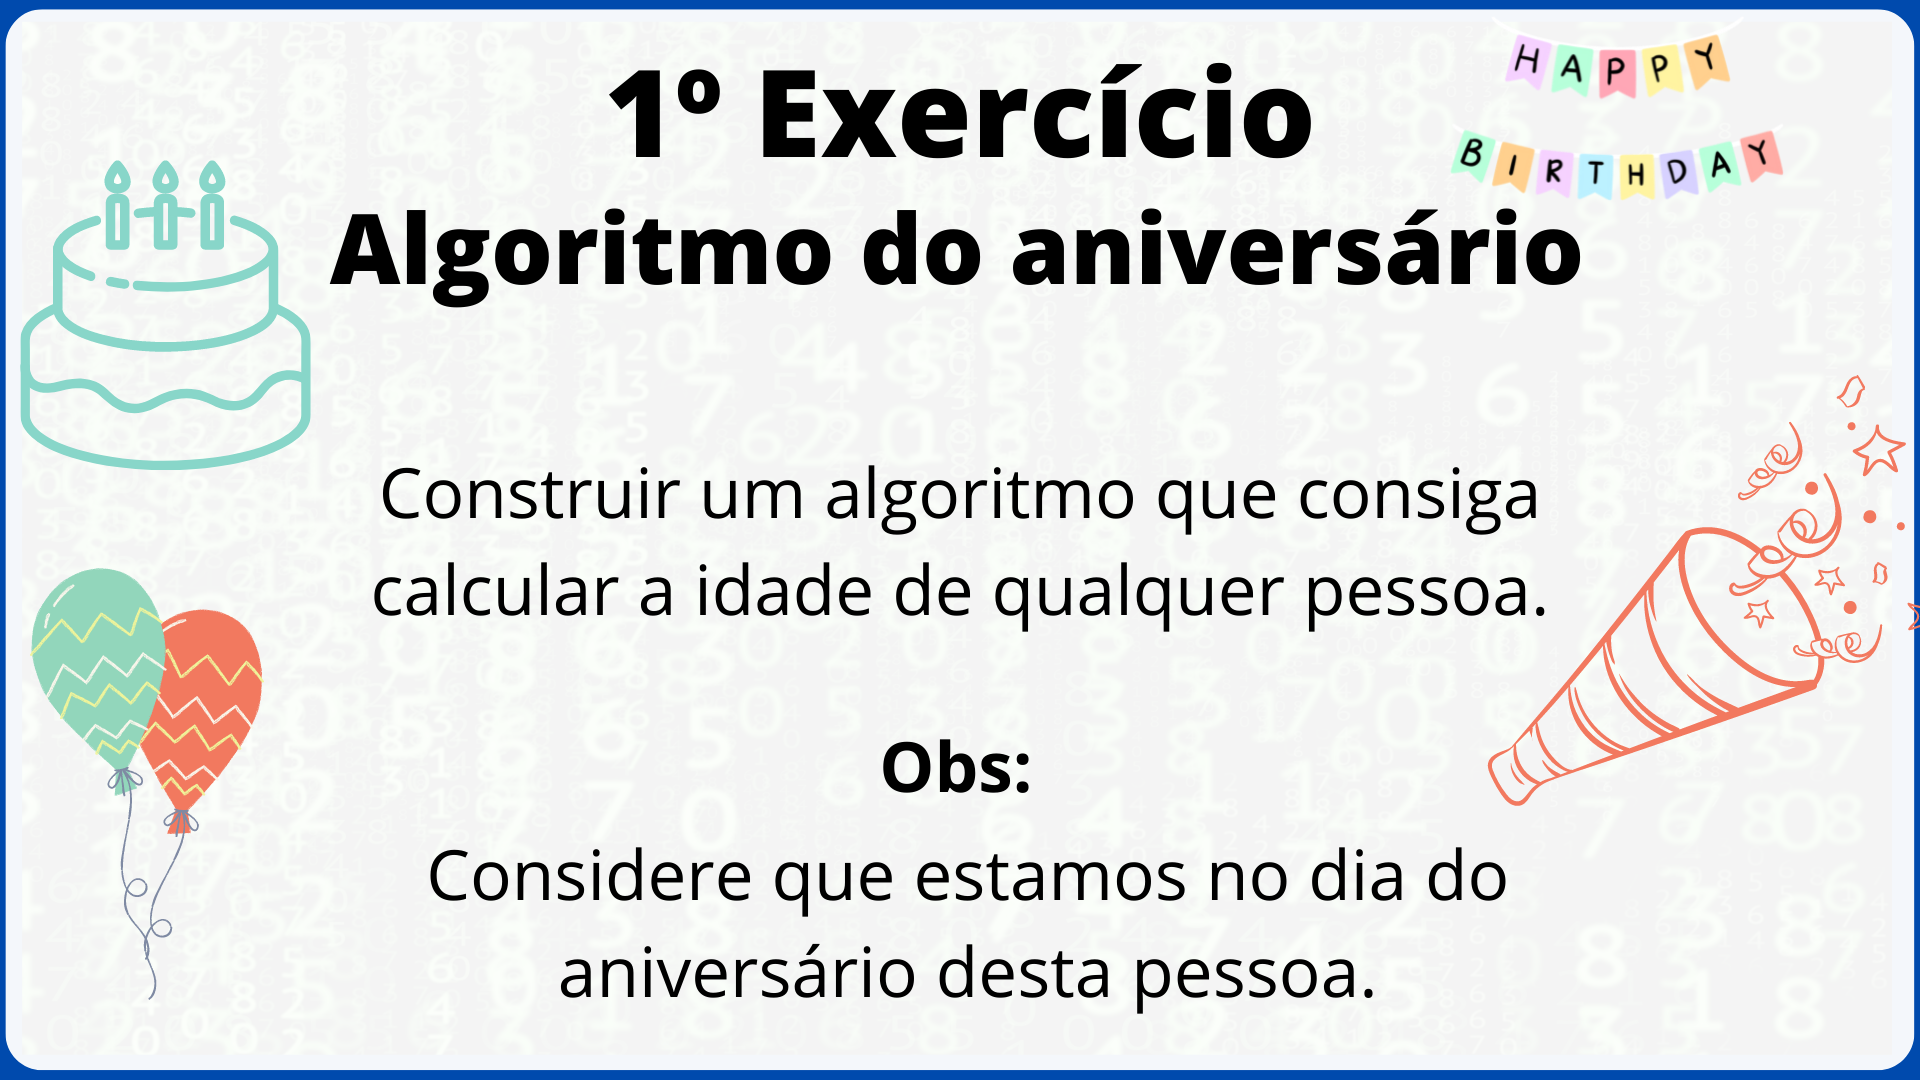 HAPPY
BIRTHDAY
1º Exercício
Algoritmo do aniversário
Construir um algoritmo que consiga
calcular a idade de qualquer pessoa.
Obs:
Considere que estamos no dia do
aniversário desta pessoa.